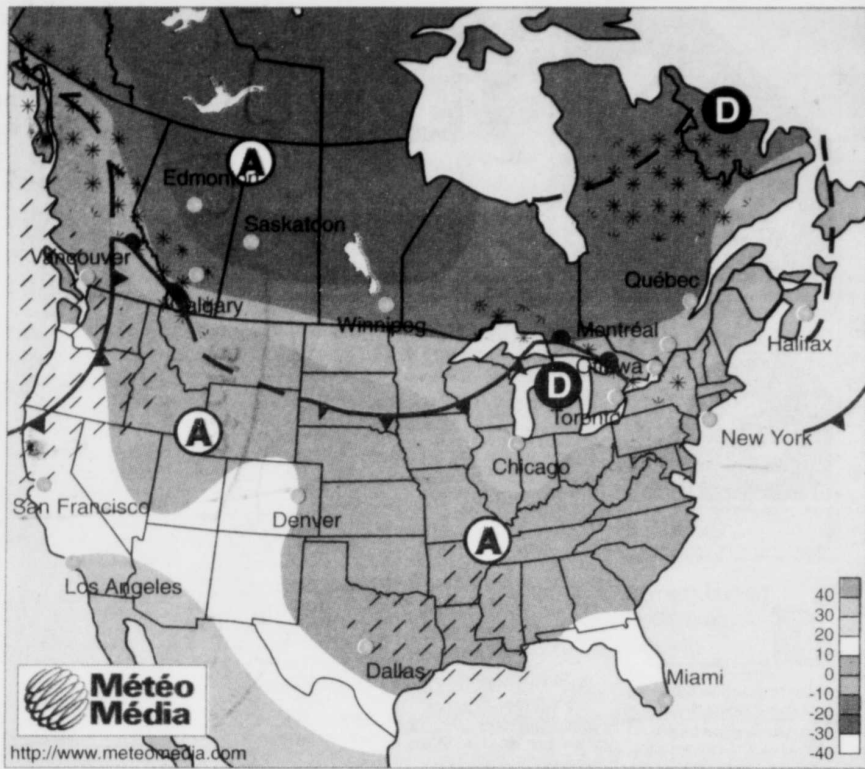 D
A
Edmonton
Saskatoon
Vancouver
Calgary
Winnipeg
Québec
Montréal
Ottawa
Halifax
D
Toronto
A
Chicago
New York
San Francisco
Denver
A
Los Angeles
Dallas
Miami
40
30
20
10
0
-10
-20
-30
-40
Météo
Média
http://www.meteomedia.com